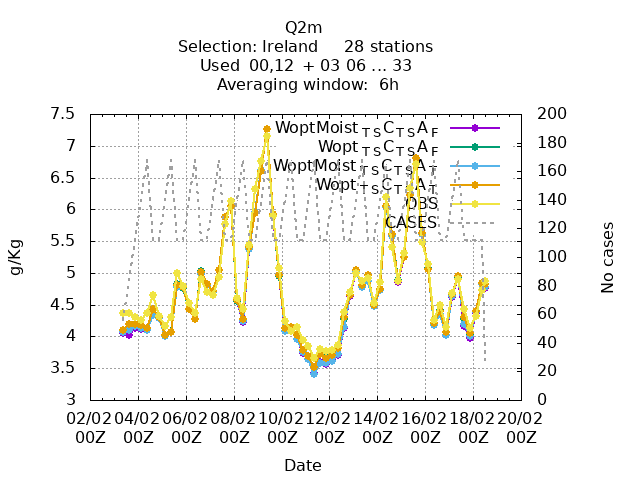 Q2m
Selection: Ireland 28 stations
Used 00,12 + 03 06 ... 33
Averaging window: 6h
g/Kg
7.5
7
6.5
6
5.5
5
4.5
4
3.5
3
200
180
160
140
120
100
80
60
40
20
0
No cases
WoptMoist TSCTSAF
Wopt TSCTSAF
WoptMoist TSCTSAT
Wopt TSCTSAT
OBS
CASES
02/02 04/02 06/02 08/02 10/02 12/02 14/02 16/02 18/02 20/02
00Z 00Z 00Z 00Z 00Z 00Z 00Z 00Z 00Z 00Z
Date